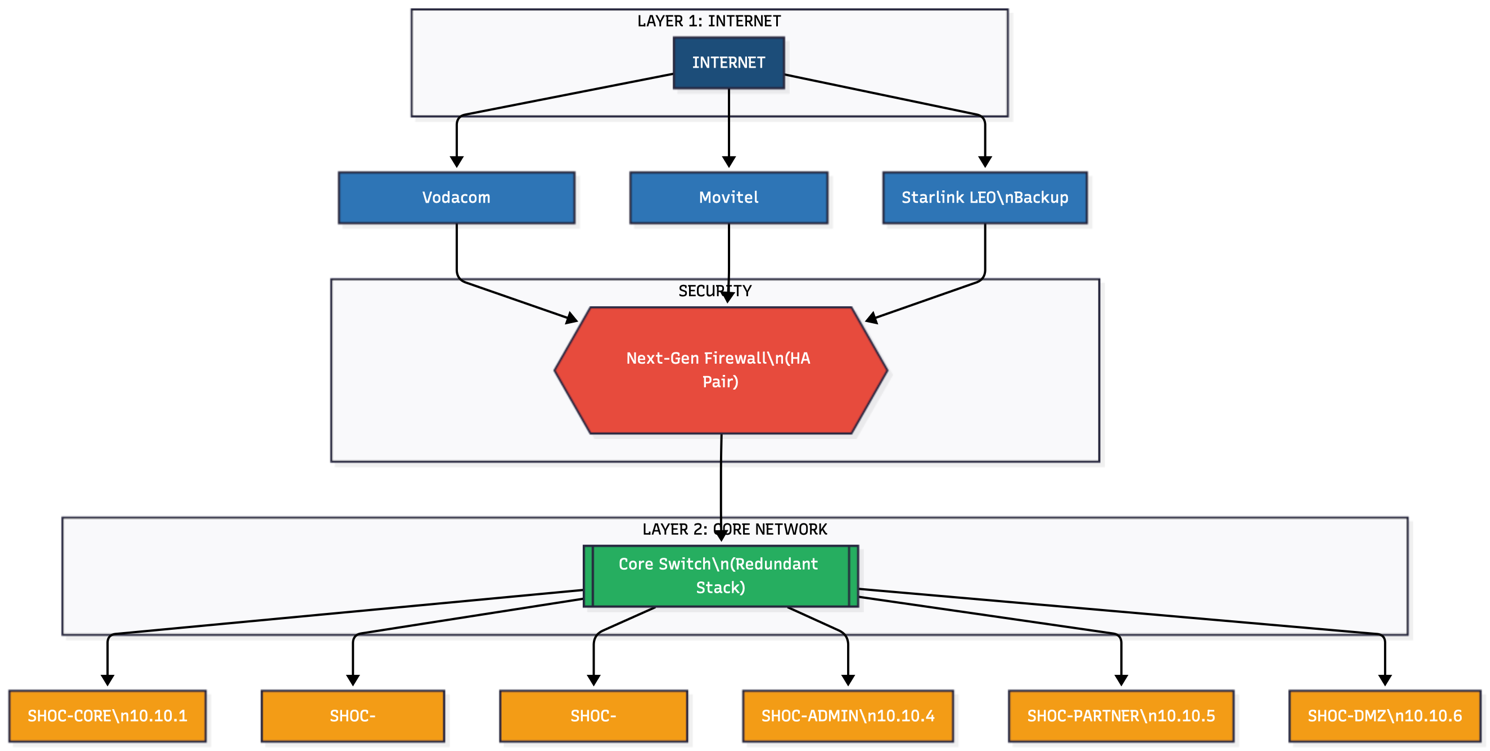 LAYER 1: INTERNET
INTERNET
Vodacom
Movitel
Starlink LEO\nBackup
SECURITY
Next-Gen Firewall\n(HA
Pair)
LAYER 2: CORE NETWORK
Core Switch\n(Redundant
Stack)
SHOC-CORE\n10.10.1
SHOC-
SHOC-
SHOC-ADMIN\n10.10.4
SHOC-PARTNER\n10.10.5
SHOC-DMZ\n10.10.6